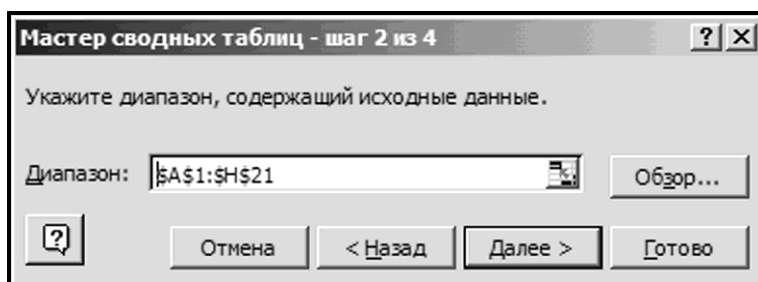 Мастер сводных таблиц - шаг 2 из 4 ? X
Укажите диапазон, содержащий исходные данные.
Диапазон: $A$1:$H$21 Обзор...
? Отмена < Назад Далее > Готово